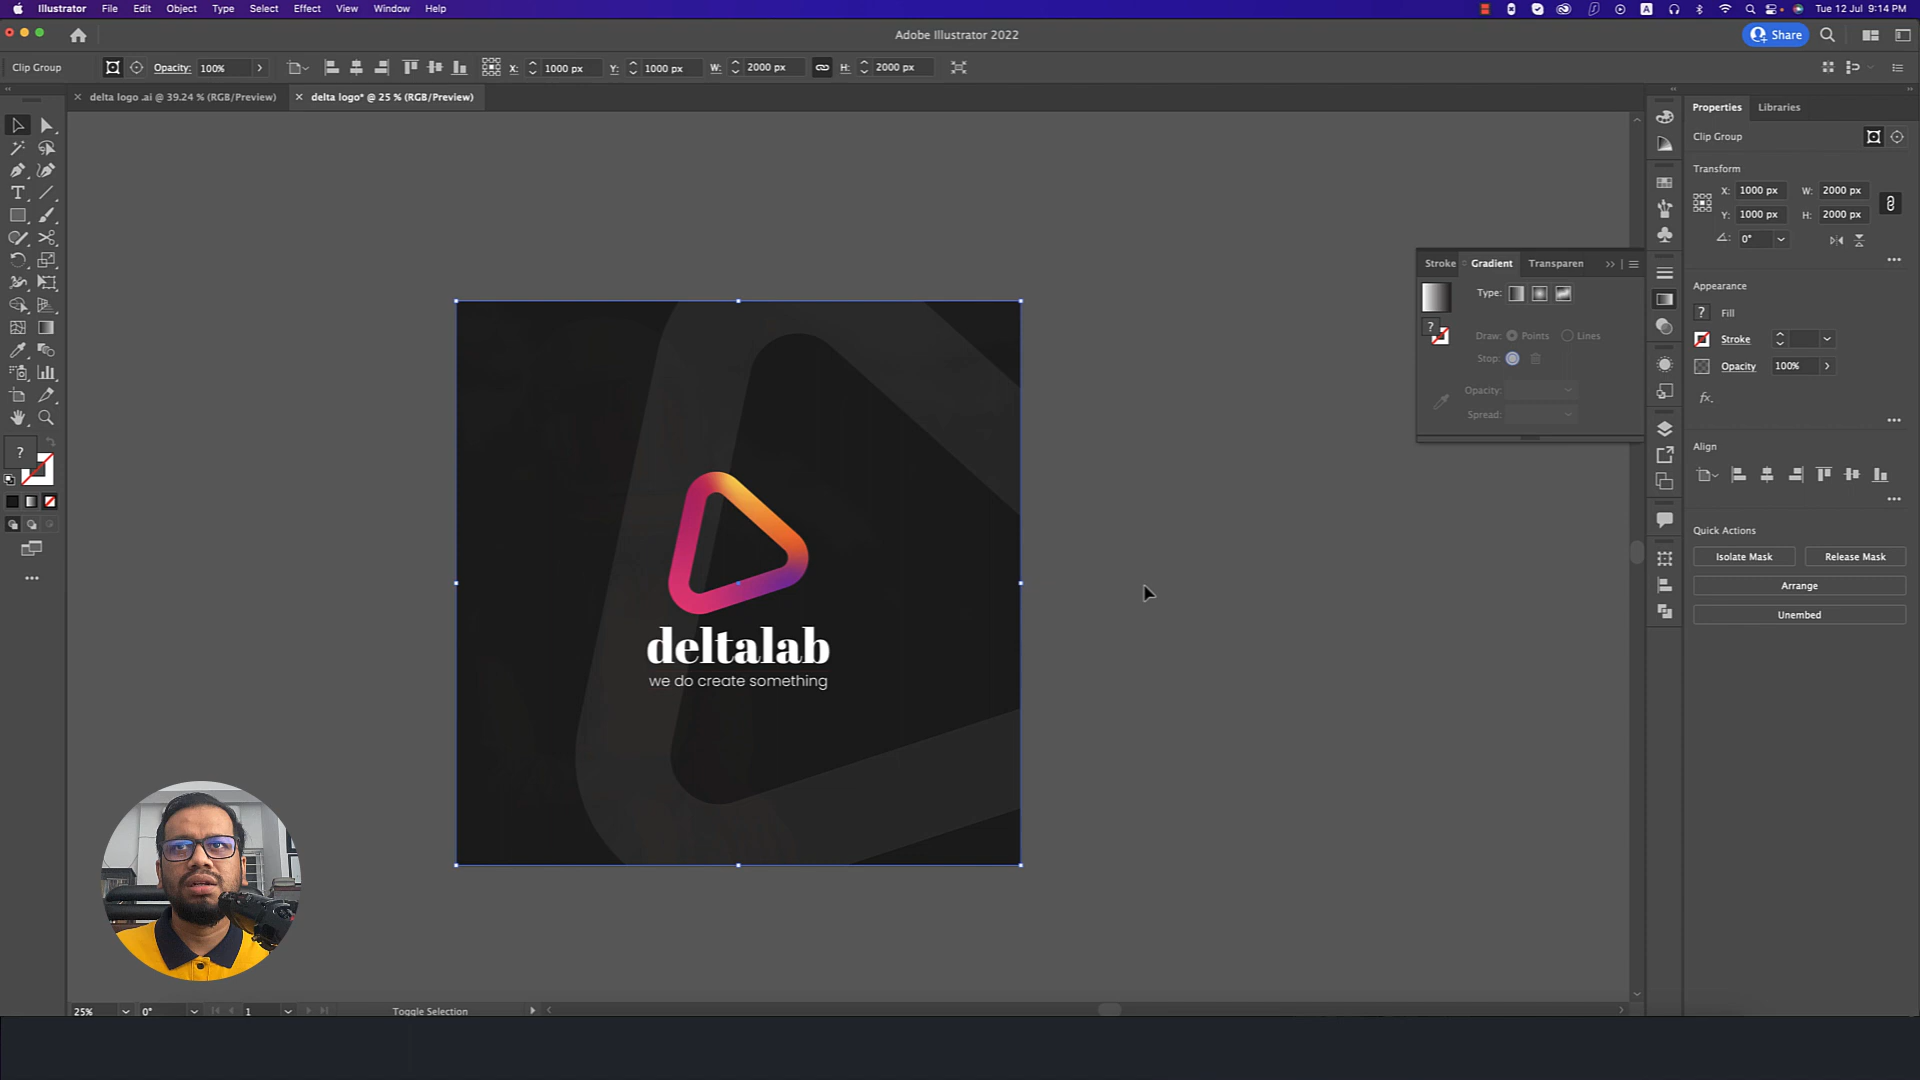 Illustrator File Edit Object Type Select Effect View Window Help
A Tue 12 Jul 9:14 PM
Adobe Illustrator 2022
Share
Clip Group Opacity: 100% X: 1000 px Y: 1000 px W: 2000 px H: 2000 px
delta logo .ai @ 39.24 % (RGB/Preview) delta logo* @ 25 % (RGB/Preview)
Properties Libraries
Clip Group
Transform
X: 1000 px W: 2000 px
Y: 1000 px H: 2000 px
0°
Stroke Gradient Transparen
Type:
Draw: Points Lines
Stop:
Opacity:
Spread:
?
Appearance
? Fill
Stroke
Opacity 100%
fx.
Align
Quick Actions
Isolate Mask Release Mask
Arrange
Unembed
T
?
deltalab
we do create something
25% 0° 1 Toggle Selection